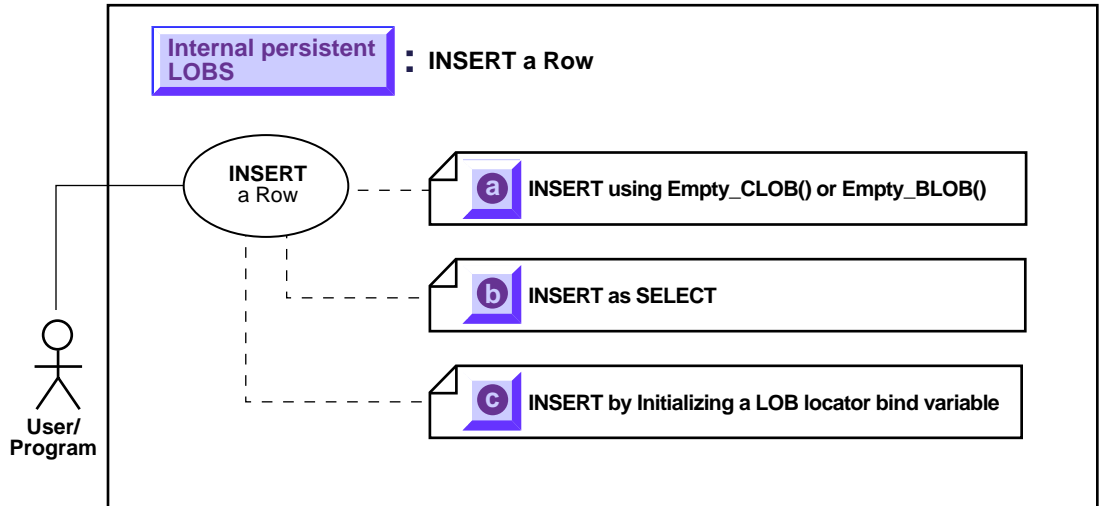 Internal persistent
LOBS
: INSERT a Row
INSERT
a Row
a INSERT using Empty_CLOB() or Empty_BLOB()
b INSERT as SELECT
c INSERT by Initializing a LOB locator bind variable
User/
Program